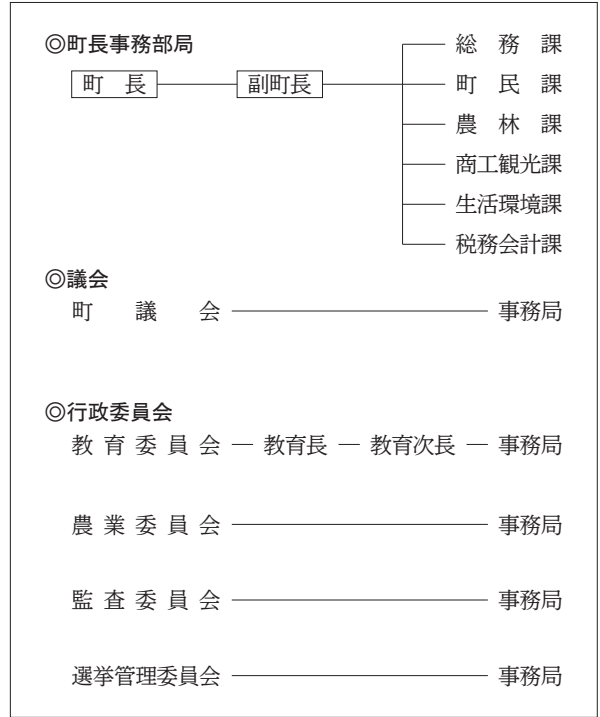 ◎町長事務部局
町長 副町長
総務課
町民課
農林課
商工観光課
生活環境課
税務会計課
◎議会
町議会 事務局
◎行政委員会
教育委員会 教育長 教育次長 事務局
農業委員会 事務局
監査委員会 事務局
選挙管理委員会 事務局